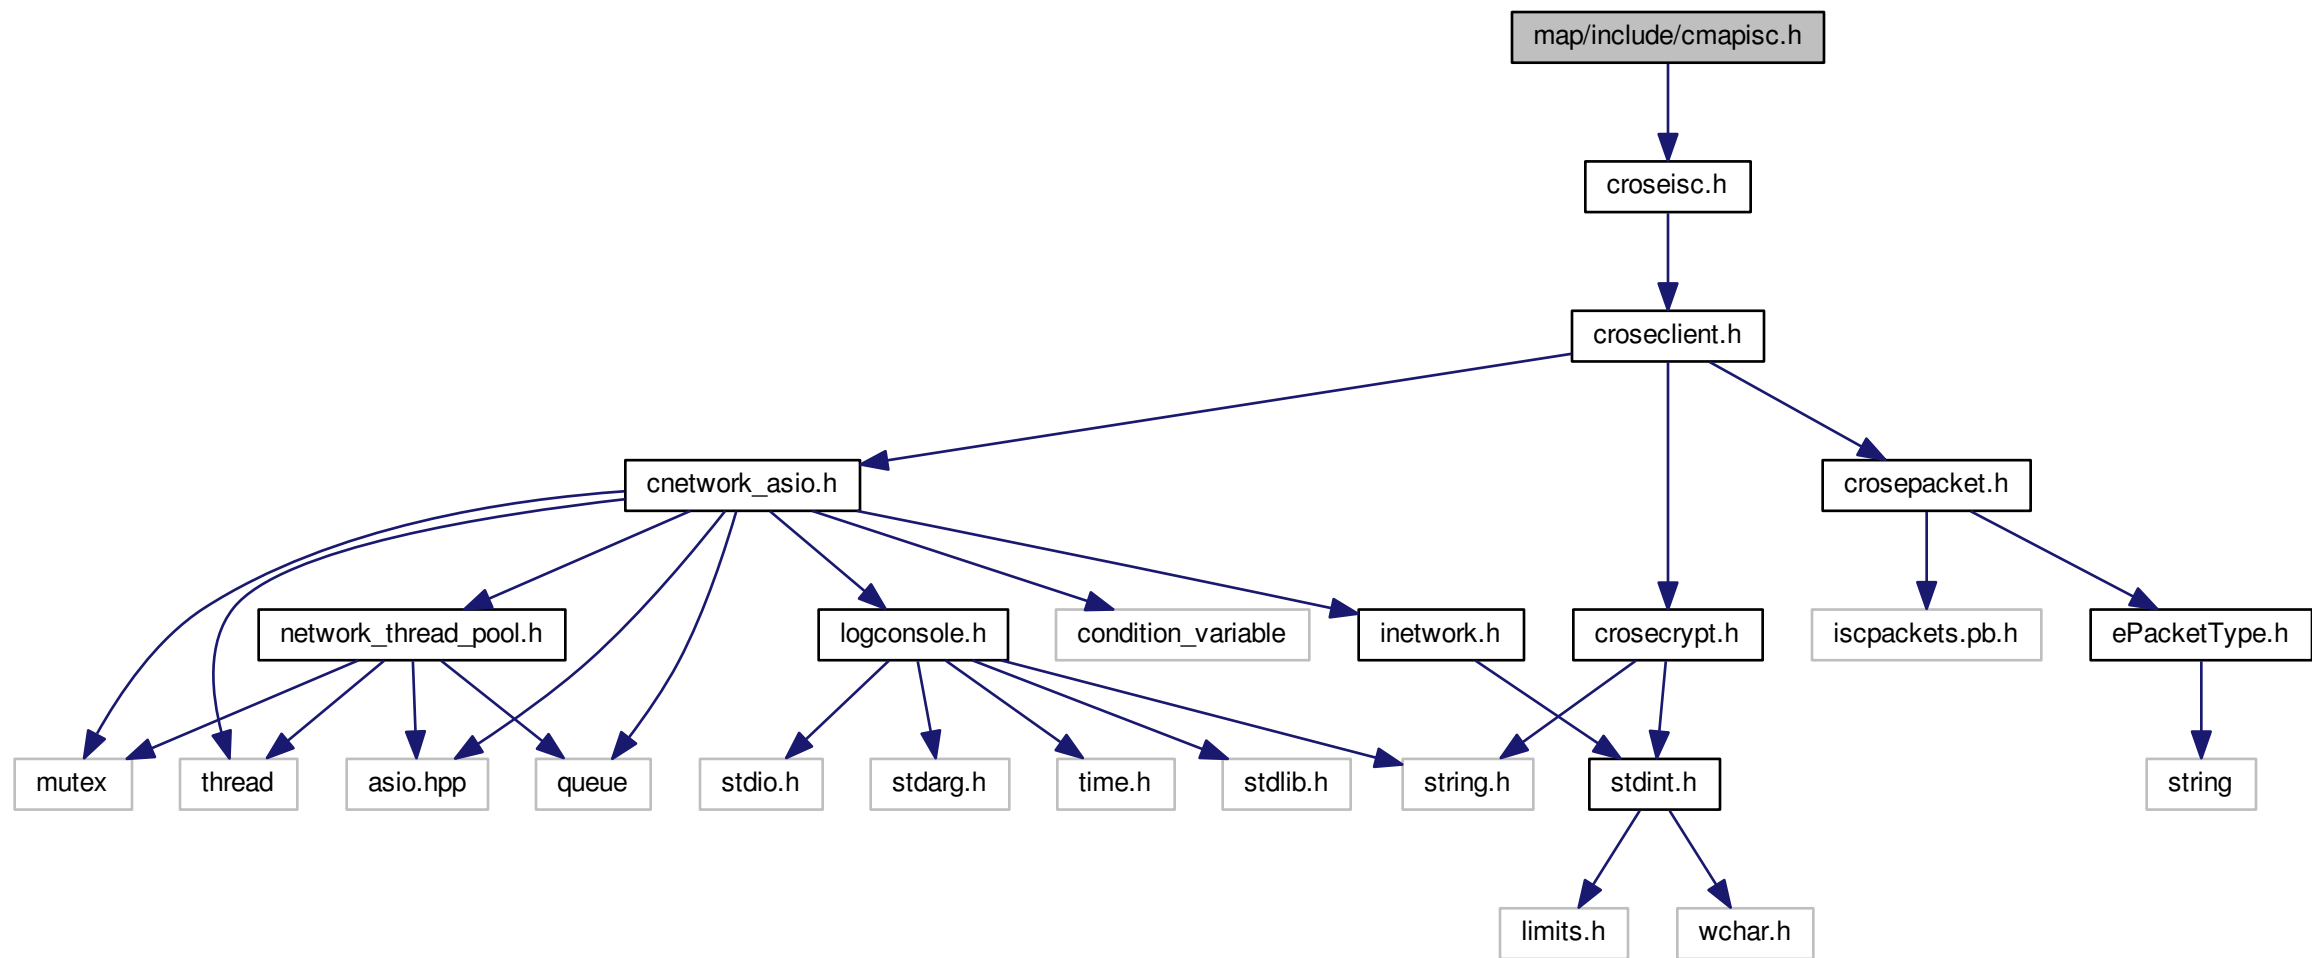 map/include/cmapisc.h
croseisc.h
croseclient.h
cnetwork_asio.h
crosepacket.h
network_thread_pool.h
logconsole.h
condition_variable
inetwork.h
crosecrypt.h
iscpackets.pb.h
ePacketType.h
mutex
thread
asio.hpp
queue
stdio.h
stdarg.h
time.h
stdlib.h
string.h
stdint.h
string
limits.h
wchar.h